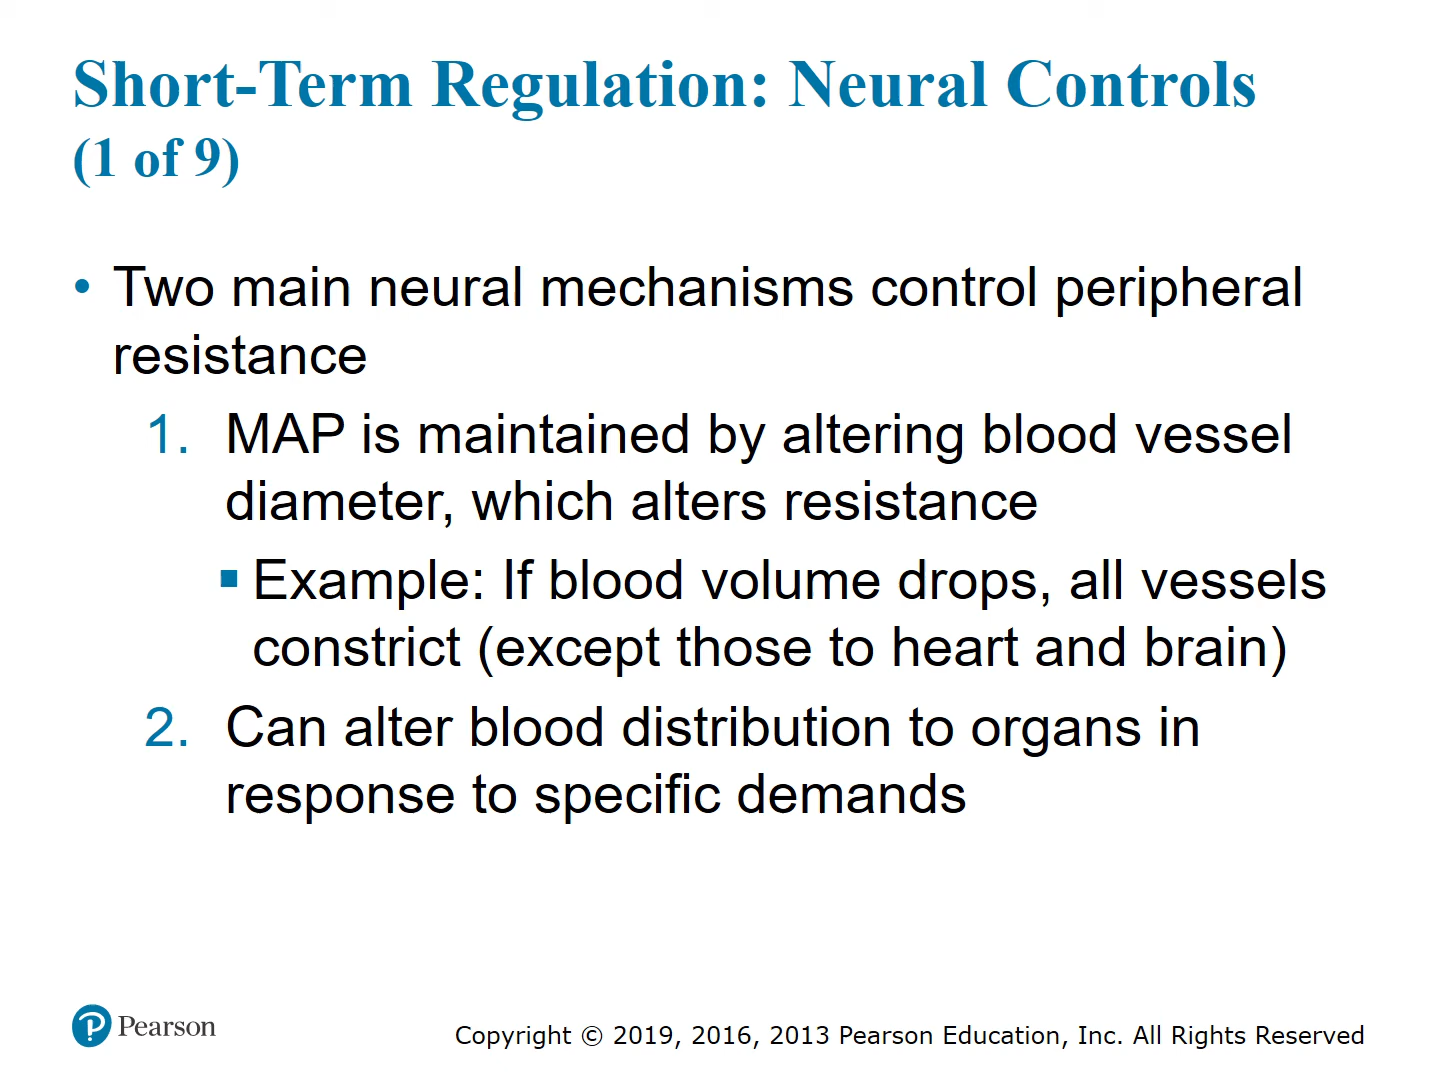 Short-Term Regulation: Neural Controls
(1 of 9)
• Two main neural mechanisms control peripheral
resistance
1. MAP is maintained by altering blood vessel
diameter, which alters resistance
▪ Example: If blood volume drops, all vessels
constrict (except those to heart and brain)
2. Can alter blood distribution to organs in
response to specific demands
Pearson
Copyright © 2019, 2016, 2013 Pearson Education, Inc. All Rights Reserved